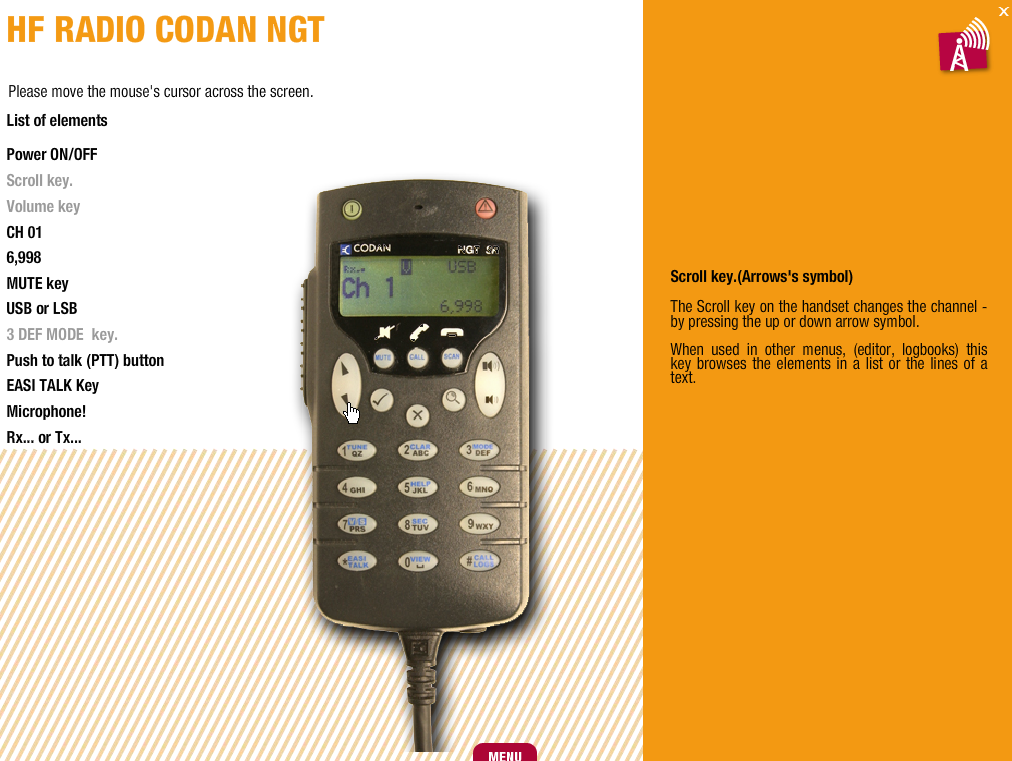 HF RADIO CODAN NGT
X
Please move the mouse's cursor across the screen.
List of elements
Power ON/OFF
Scroll key.
Volume key
CH 01
6,998
MUTE key
USB or LSB
3 DEF MODE  key.
Push to talk (PTT) button
EASI TALK Key
Microphone!
Rx... or Tx...
CODAN NGT SR
V USB
Ch 1
6,998
MUTE CALL SCAN
1 TUNE QZ 2 CLAR ABC 3 MODE DEF
4 GHI 5 HELP JKL 6 MNO
7 PRS 8 SEC TUV 9 WXY
* EASI TALK 0 VIEW # CALL LOGS
MENU
Scroll key.(Arrows's symbol)
The Scroll key on the handset changes the channel -
by pressing the up or down arrow symbol.
When used in other menus, (editor, logbooks) this
key browses the elements in a list or the lines of a
text.